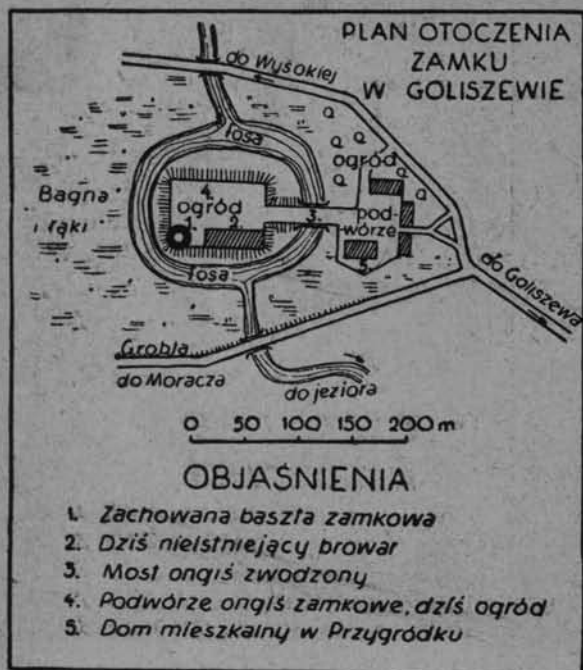 PLAN OTOCZENIA
ZAMKU
W GOLISZEWIE
do Wysokiej
fosa
ogród
4.
ogród
1. 2.
3.
pod-
wórze
5.
Bagna
i łąki
fosa
do Goliszewa
Grobla
do Moracza
do jeziora
0 50 100 150 200 m
OBJAŚNIENIA
1. Zachowana baszta zamkowa
2. Dziś nieistniejący browar
3. Most ongiś zwodzony
4. Podwórze ongiś zamkowe, dziś ogród
5. Dom mieszkalny w Przygródku